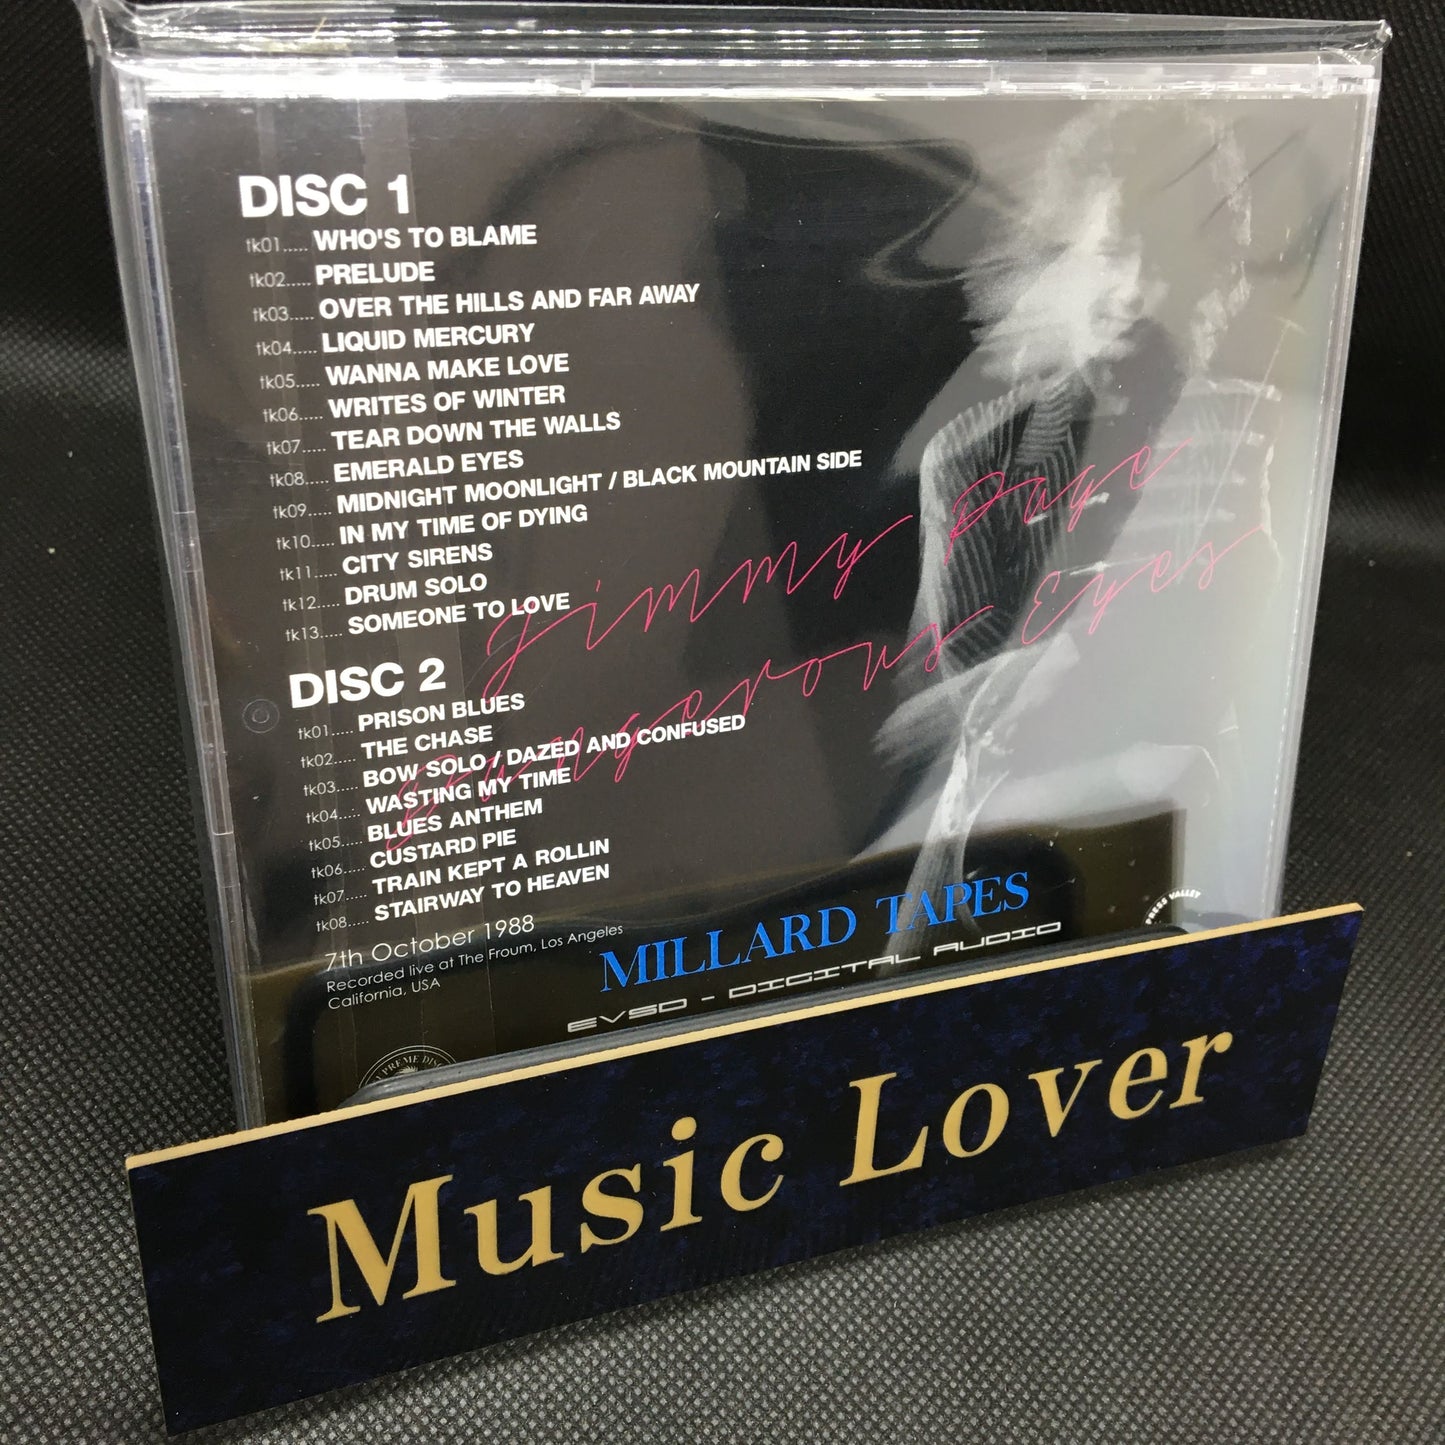 DISC 1
tk01..... WHO'S TO BLAME
tk02..... PRELUDE
tk03..... OVER THE HILLS AND FAR AWAY
tk04..... LIQUID MERCURY
tk05..... WANNA MAKE LOVE
tk06..... WRITES OF WINTER
tk07..... TEAR DOWN THE WALLS
tk08..... EMERALD EYES
tk09..... MIDNIGHT MOONLIGHT / BLACK MOUNTAIN SIDE
tk10..... IN MY TIME OF DYING
tk11..... CITY SIRENS
tk12..... DRUM SOLO
tk13..... SOMEONE TO LOVE
Jimmy Page
Dangerous Eyes
DISC 2
tk01..... PRISON BLUES
tk02..... THE CHASE
tk03..... BOW SOLO / DAZED AND CONFUSED
tk04..... WASTING MY TIME
tk05..... BLUES ANTHEM
tk06..... CUSTARD PIE
tk07..... TRAIN KEPT A ROLLIN
tk08..... STAIRWAY TO HEAVEN
7th October 1988
Recorded live at The Froum, Los Angeles
California, USA
MILLARD TAPES
EVSD - DIGITAL AUDIO
PRESS VALLEY
Music Lover